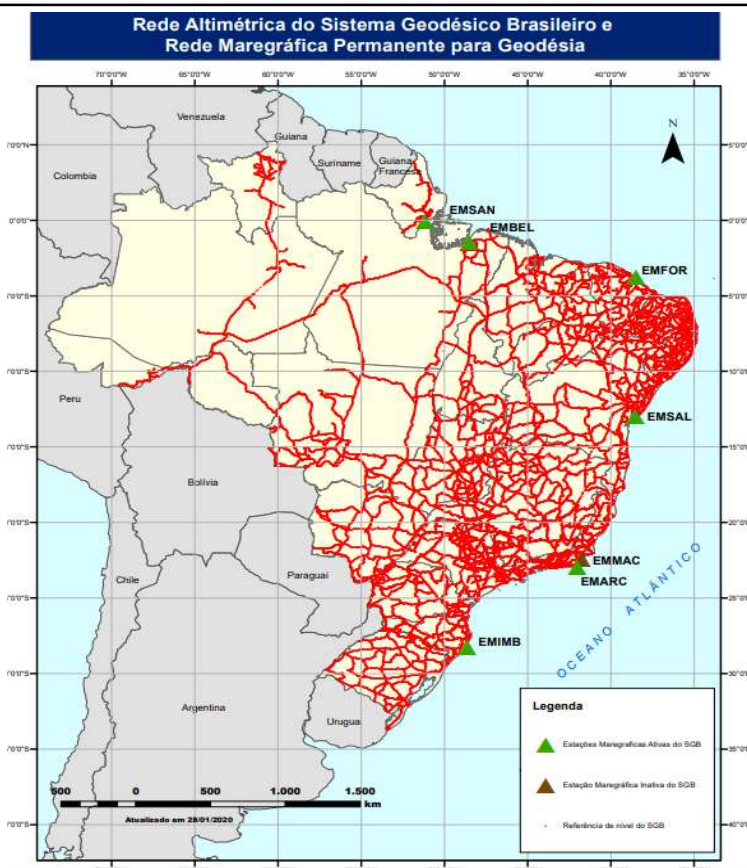 Rede Altimétrica do Sistema Geodésico Brasileiro e
Rede Maregráfica Permanente para Geodésia
70°0'0"W 65°0'0"W 60°0'0"W 55°0'0"W 50°0'0"W 45°0'0"W 40°0'0"W 35°0'0"W
Venezuela
N
Guiana
Suriname
Guiana
Francesa
Colombia
EMSAN
EMBEL
EMFOR
EMSAL
Peru
Bolívia
EMMAC
EMARC
Paraguai
Chile
OCEANO ATLÂNTICO
EMIMB
Argentina
Urugua
Legenda
Estações Maregraficas Ativas do SGB
Estação Maregráfica Inativa do SGB
Referência de nível do SGB
500 0 500 1.000 1.500
km
Atualizado em 28/01/2020